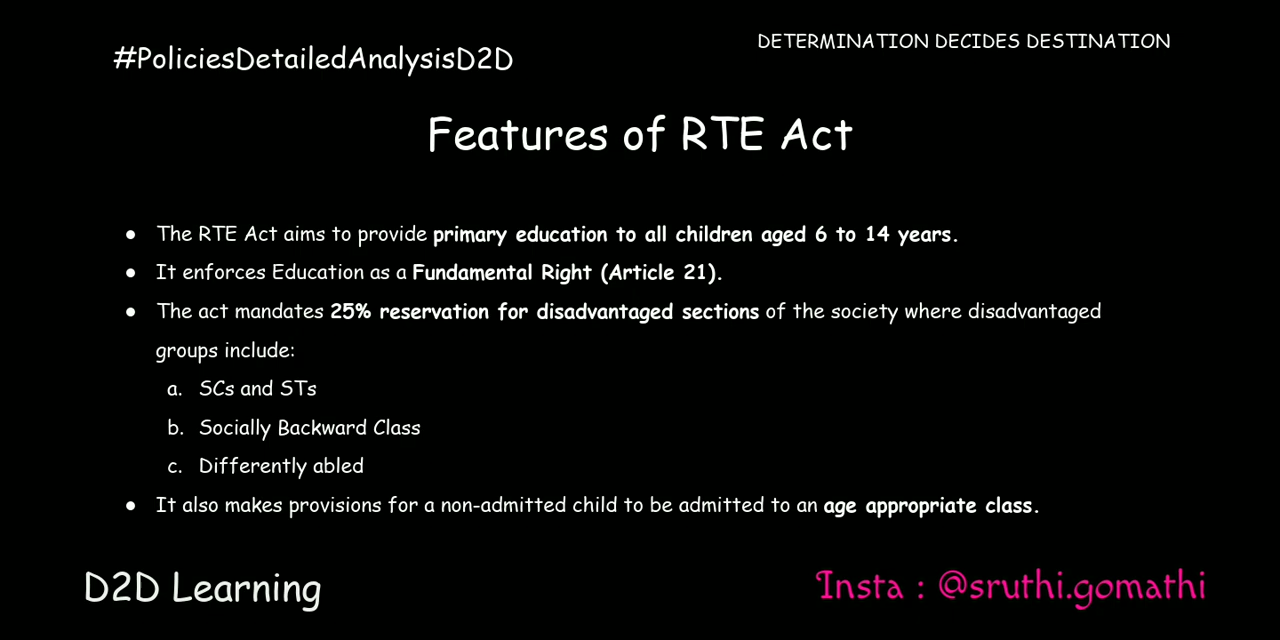 #PoliciesDetailedAnalysisD2D
DETERMINATION DECIDES DESTINATION
Features of RTE Act
● The RTE Act aims to provide primary education to all children aged 6 to 14 years.
● It enforces Education as a Fundamental Right (Article 21).
● The act mandates 25% reservation for disadvantaged sections of the society where disadvantaged
groups include:
a. SCs and STs
b. Socially Backward Class
c. Differently abled
● It also makes provisions for a non-admitted child to be admitted to an age appropriate class.
D2D Learning
Insta : @sruthi.gomathi